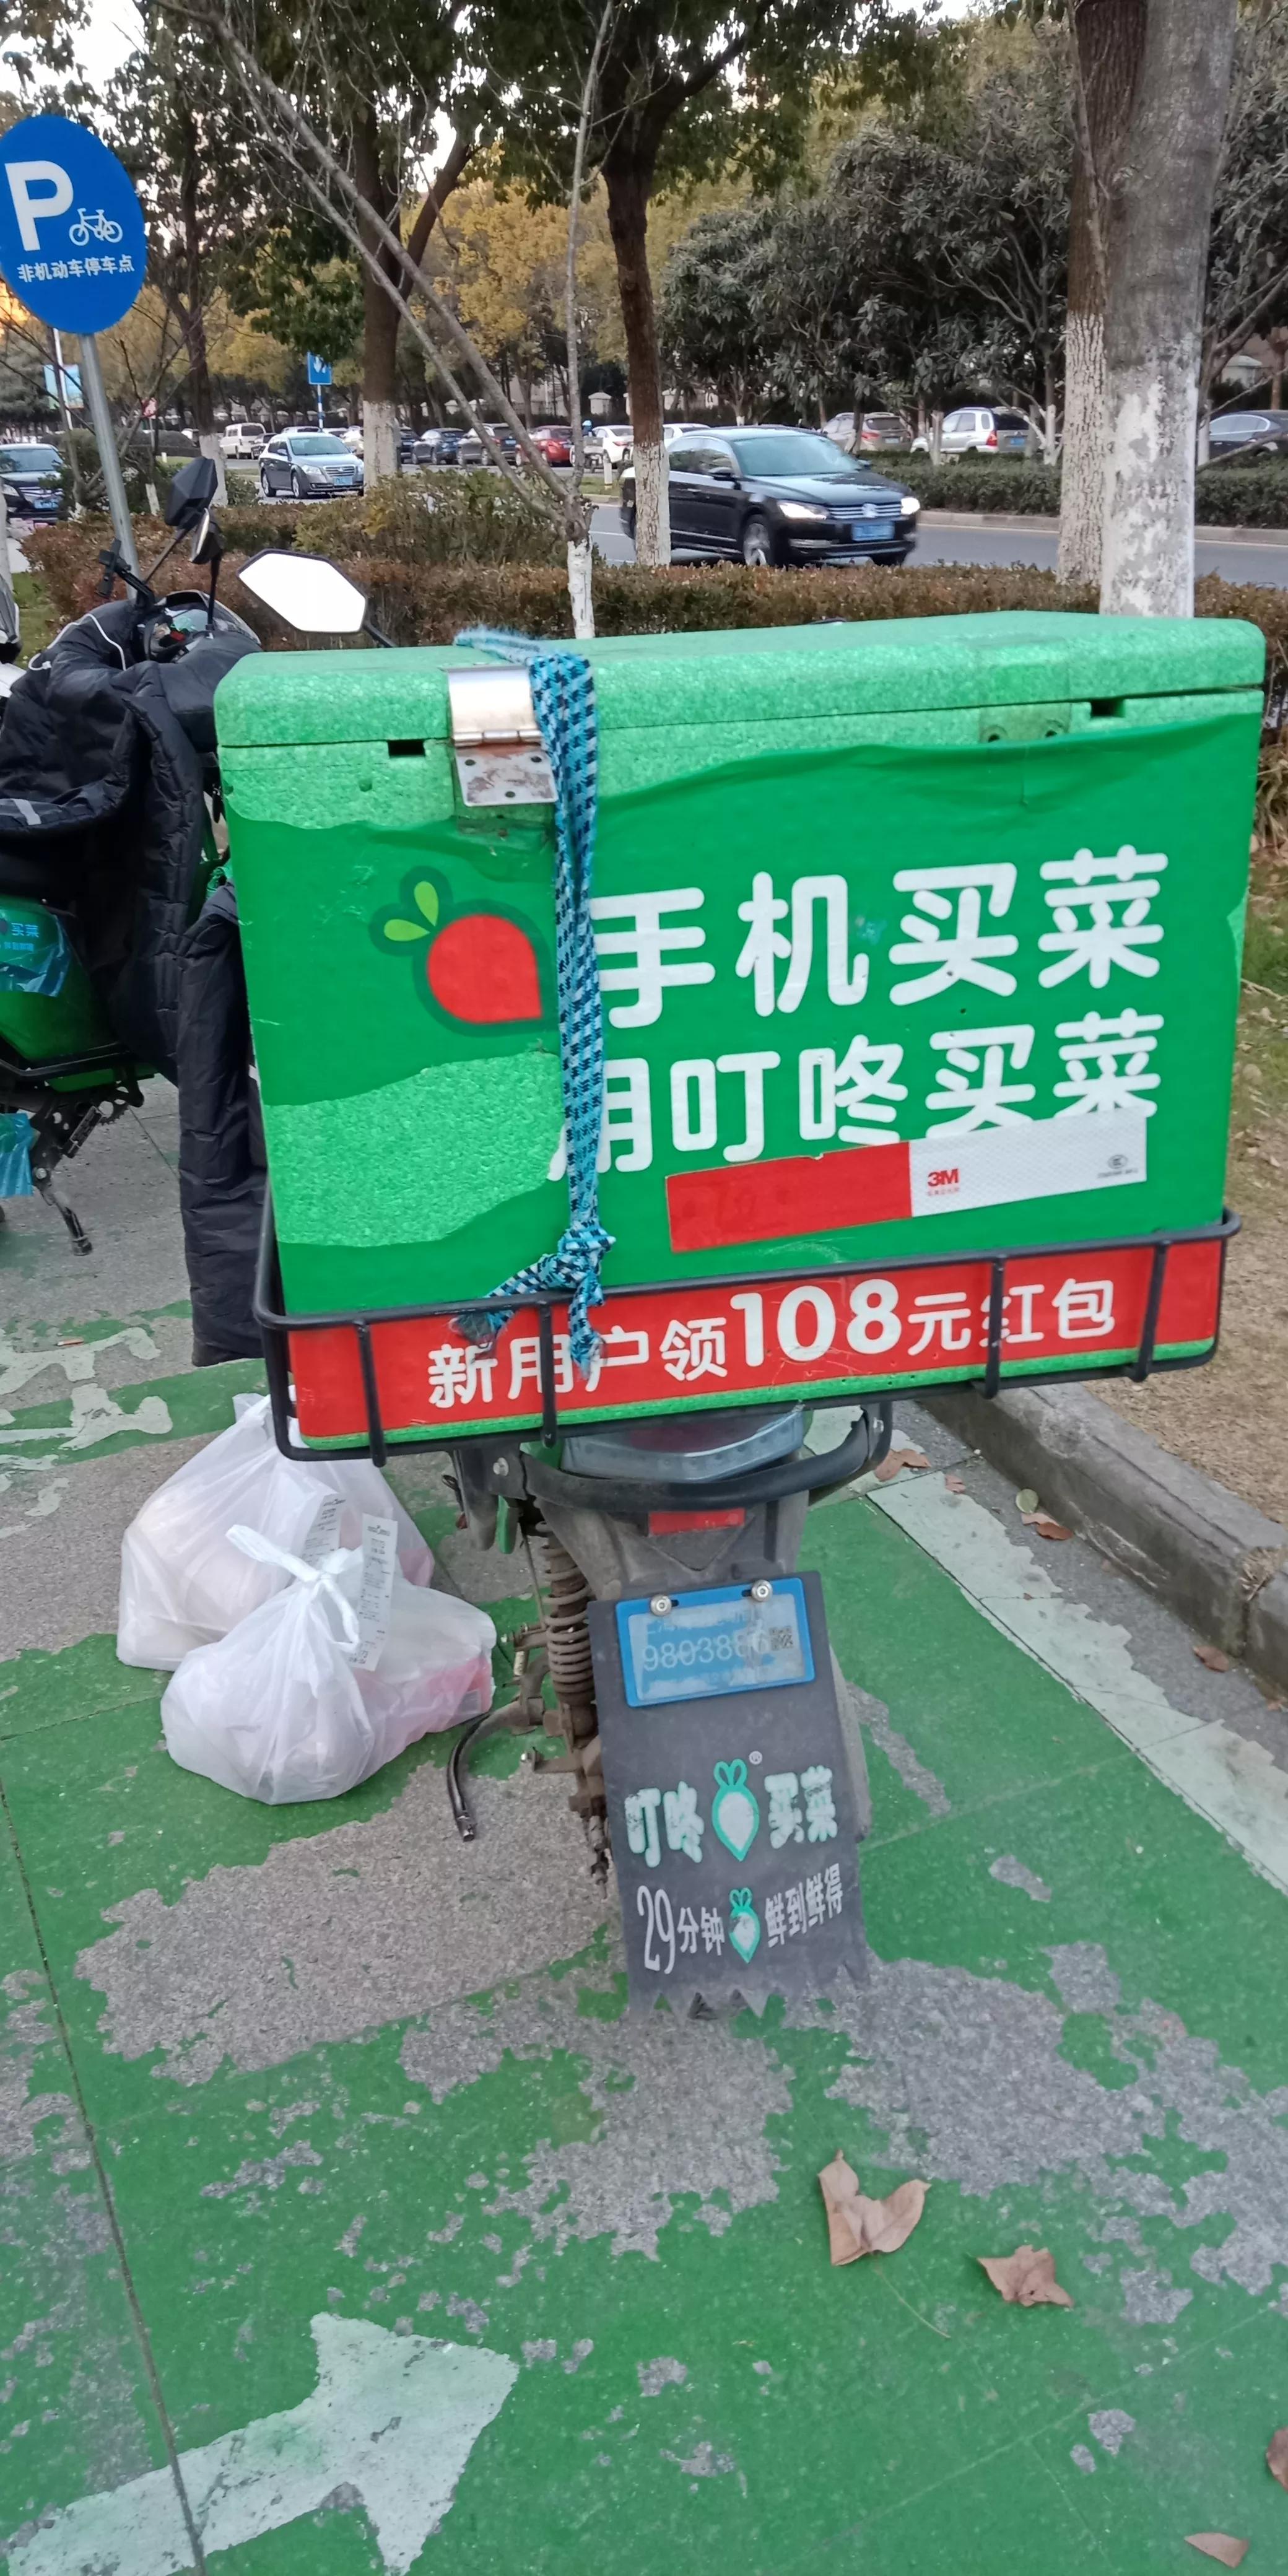 P
非机动车停车点
买菜
手机买菜
用叮咚买菜
3M
新用户领108元红包
叮咚®买菜
29分钟鲜到鲜得